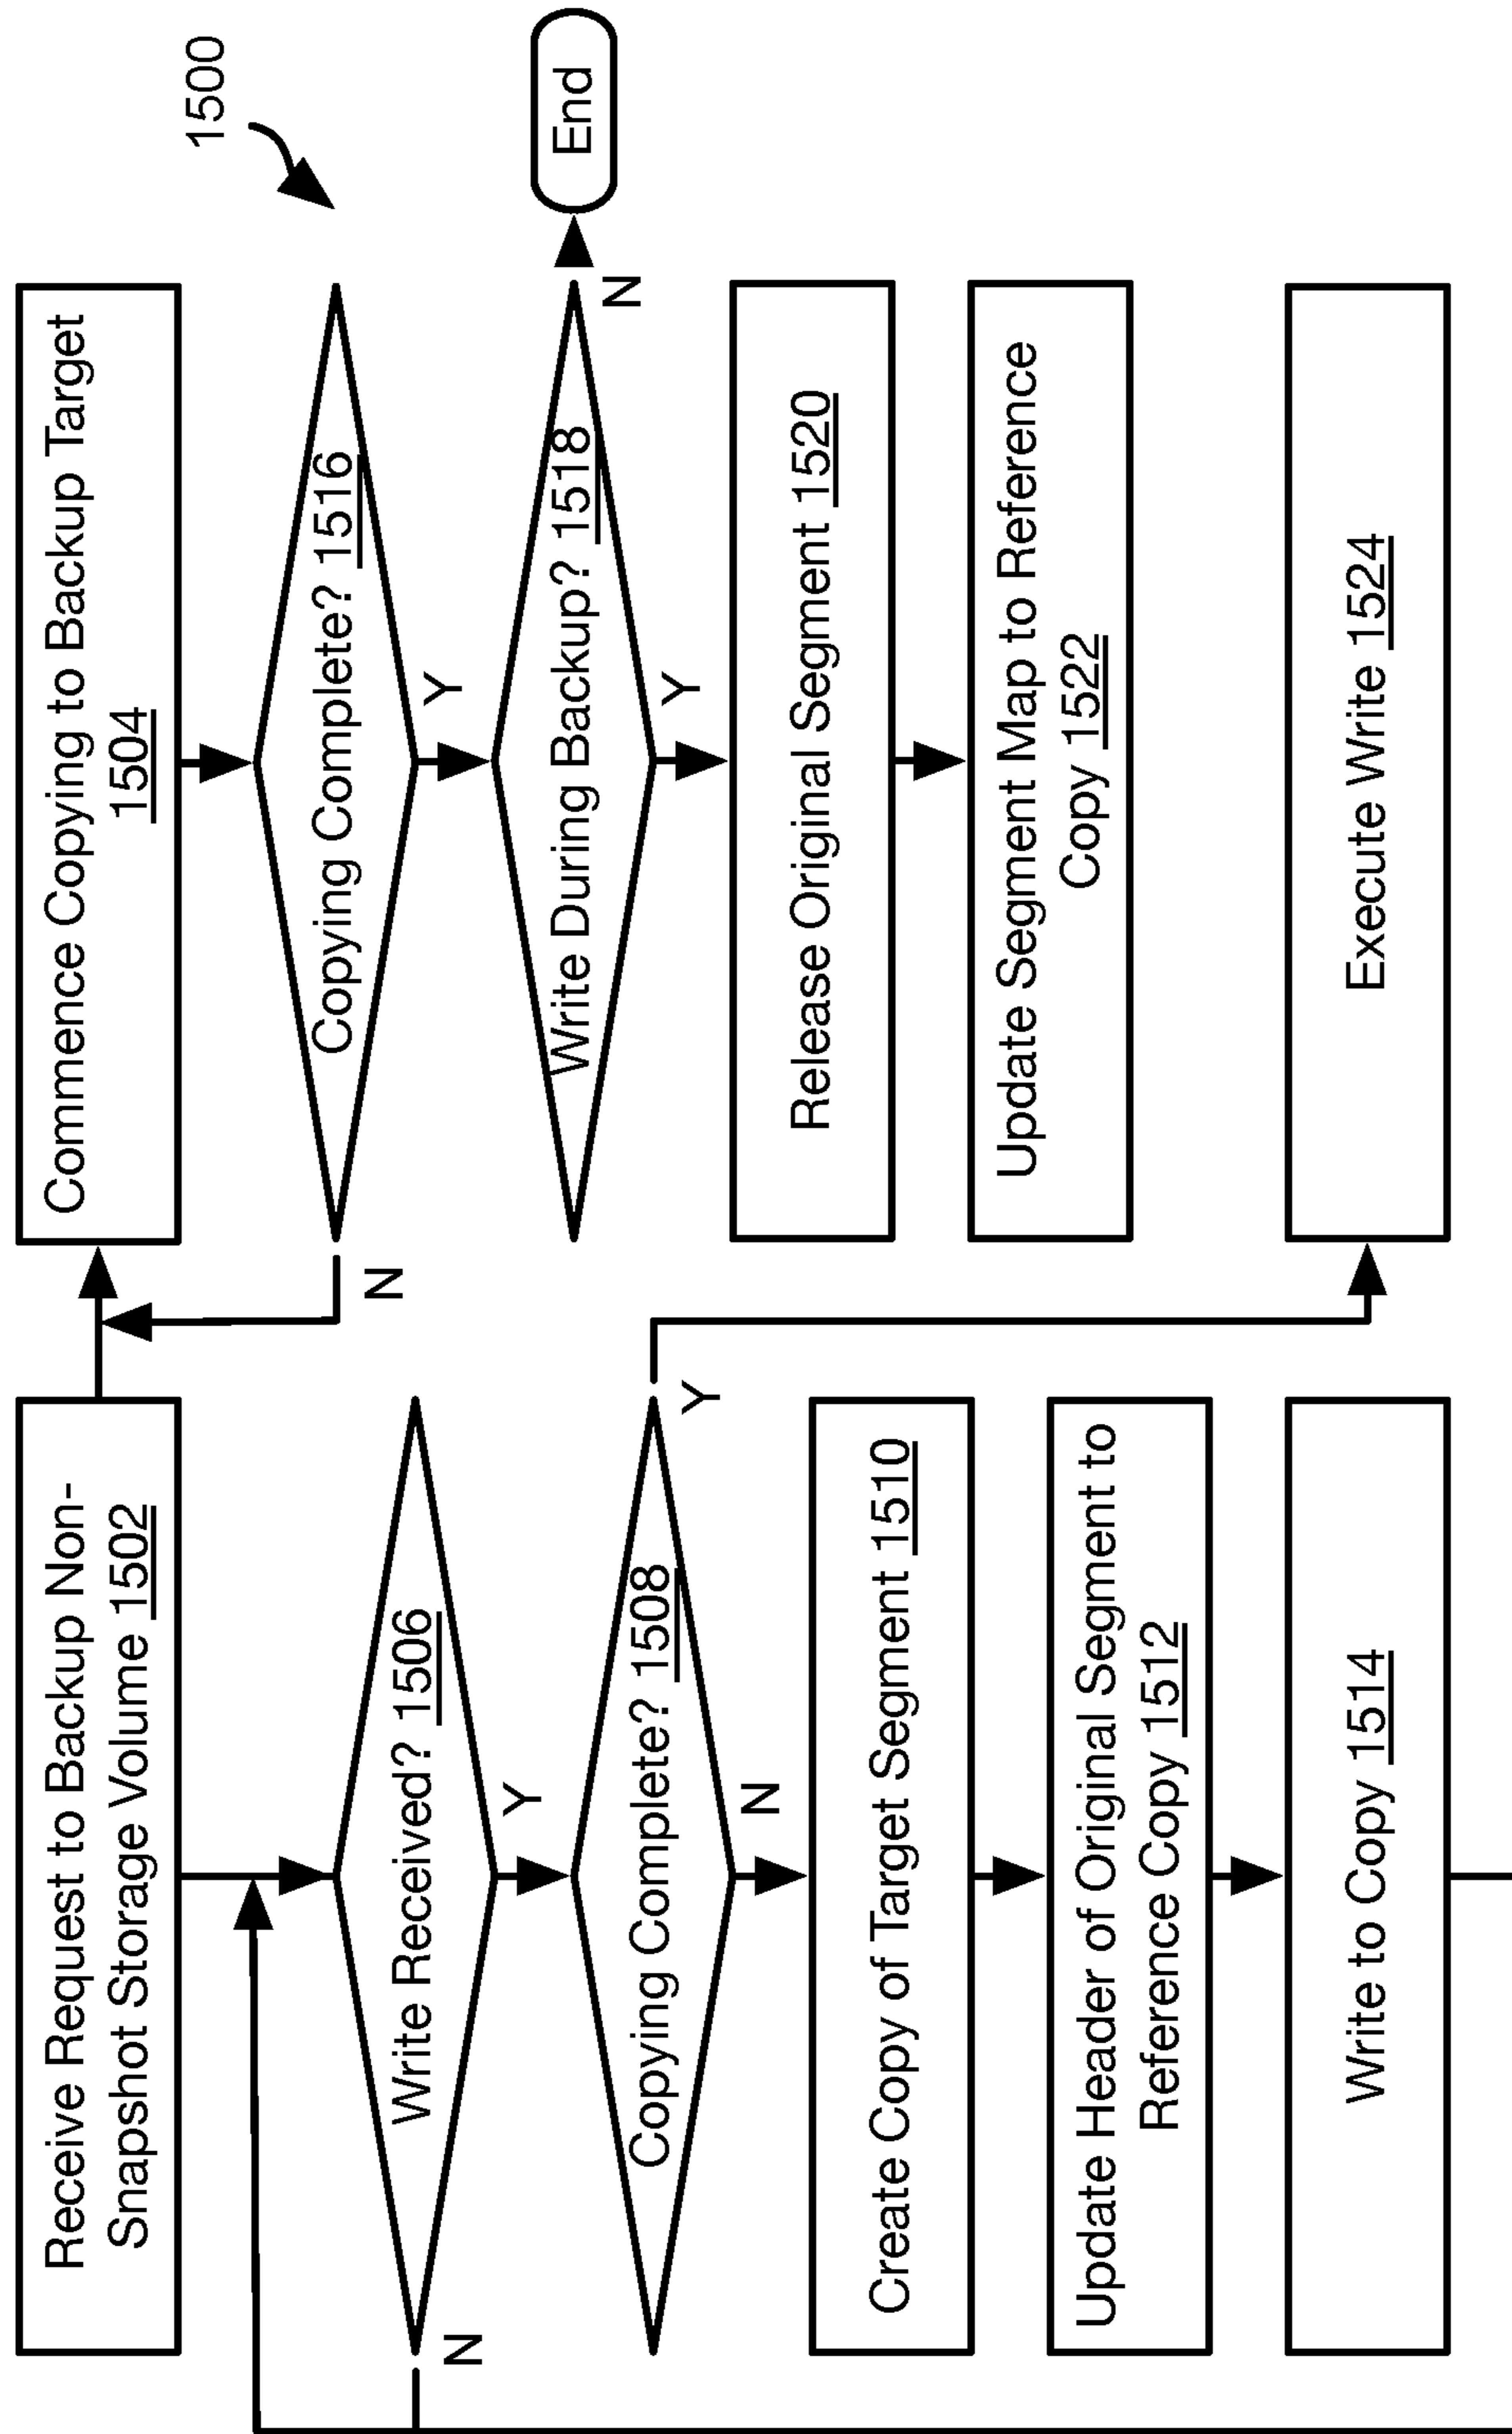 1500
Receive Request to Backup Non-
Snapshot Storage Volume 1502
Commence Copying to Backup Target
1504
Write Received? 1506
N
Y
Copying Complete? 1508
Y
N
Create Copy of Target Segment 1510
Update Header of Original Segment to
Reference Copy 1512
Write to Copy 1514
Copying Complete? 1516
N
Y
Write During Backup? 1518
N
End
Y
Release Original Segment 1520
Update Segment Map to Reference
Copy 1522
Execute Write 1524